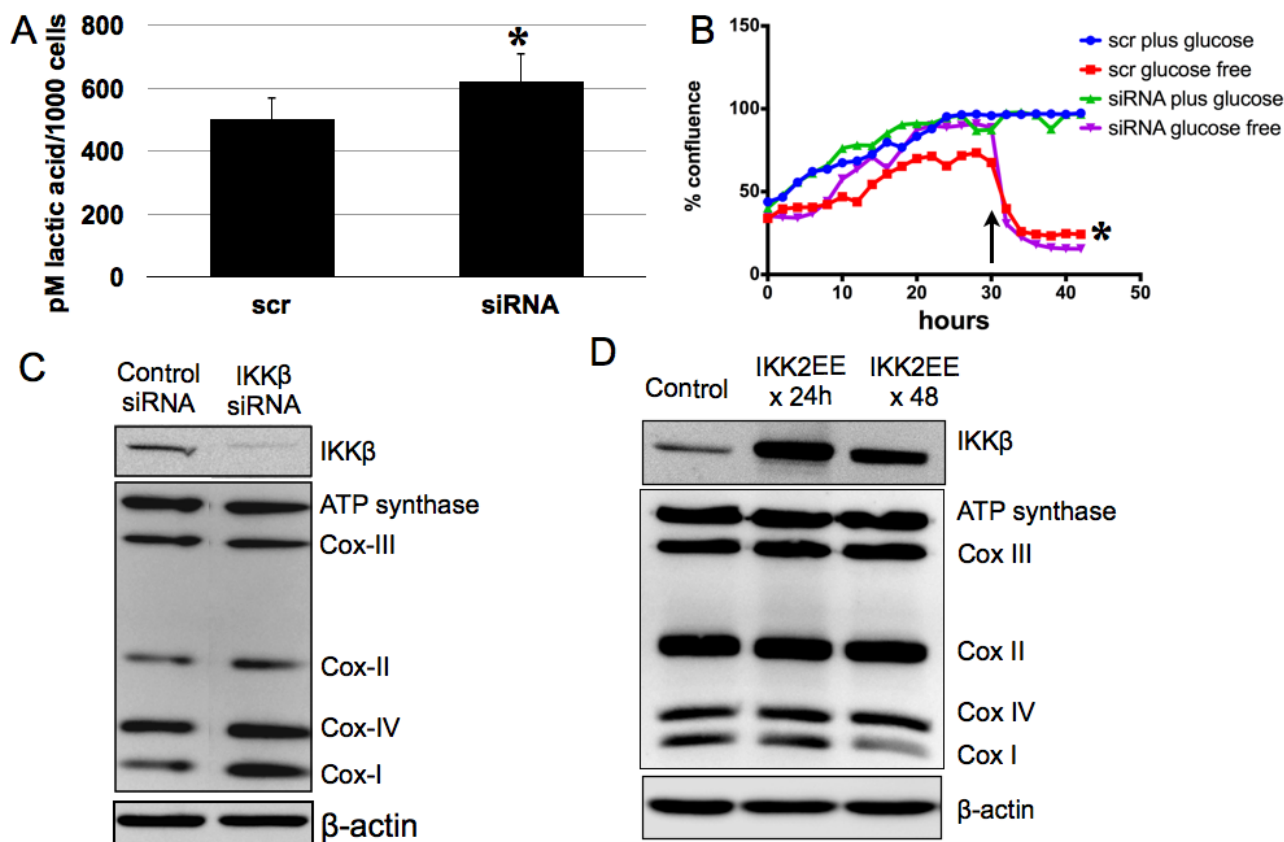 A
pM lactic acid/1000 cells
800
600
400
200
0
*
scr
siRNA
B
% confluence
150
100
50
0
0 10 20 30 40 50
hours
scr plus glucose
scr glucose free
siRNA plus glucose
siRNA glucose free
*
C
Control
siRNA
IKKβ
siRNA
IKKβ
ATP synthase
Cox-III
Cox-II
Cox-IV
Cox-I
β-actin
D
Control
IKK2EE
x 24h
IKK2EE
x 48
IKKβ
ATP synthase
Cox III
Cox II
Cox IV
Cox I
β-actin